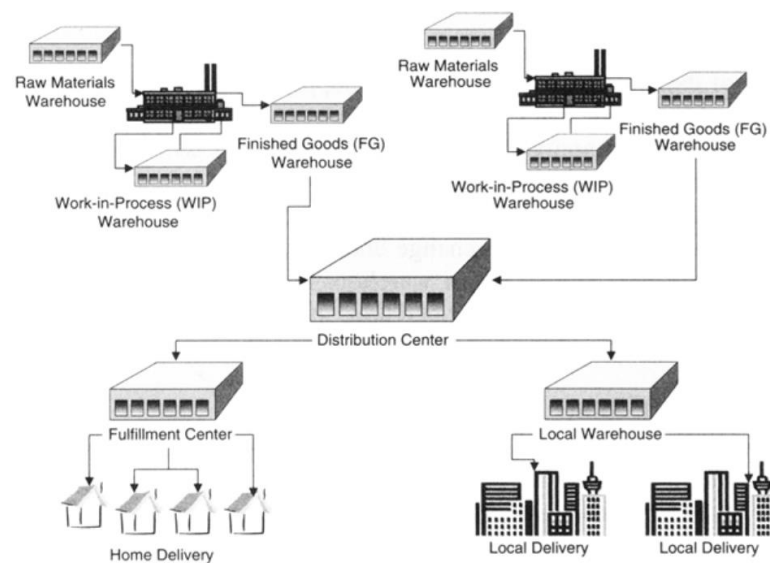 Raw Materials
Warehouse
Finished Goods (FG)
Warehouse
Work-in-Process (WIP)
Warehouse
Raw Materials
Warehouse
Finished Goods (FG)
Warehouse
Work-in-Process (WIP)
Warehouse
Distribution Center
Fulfillment Center
Local Warehouse
Home Delivery
Local Delivery
Local Delivery